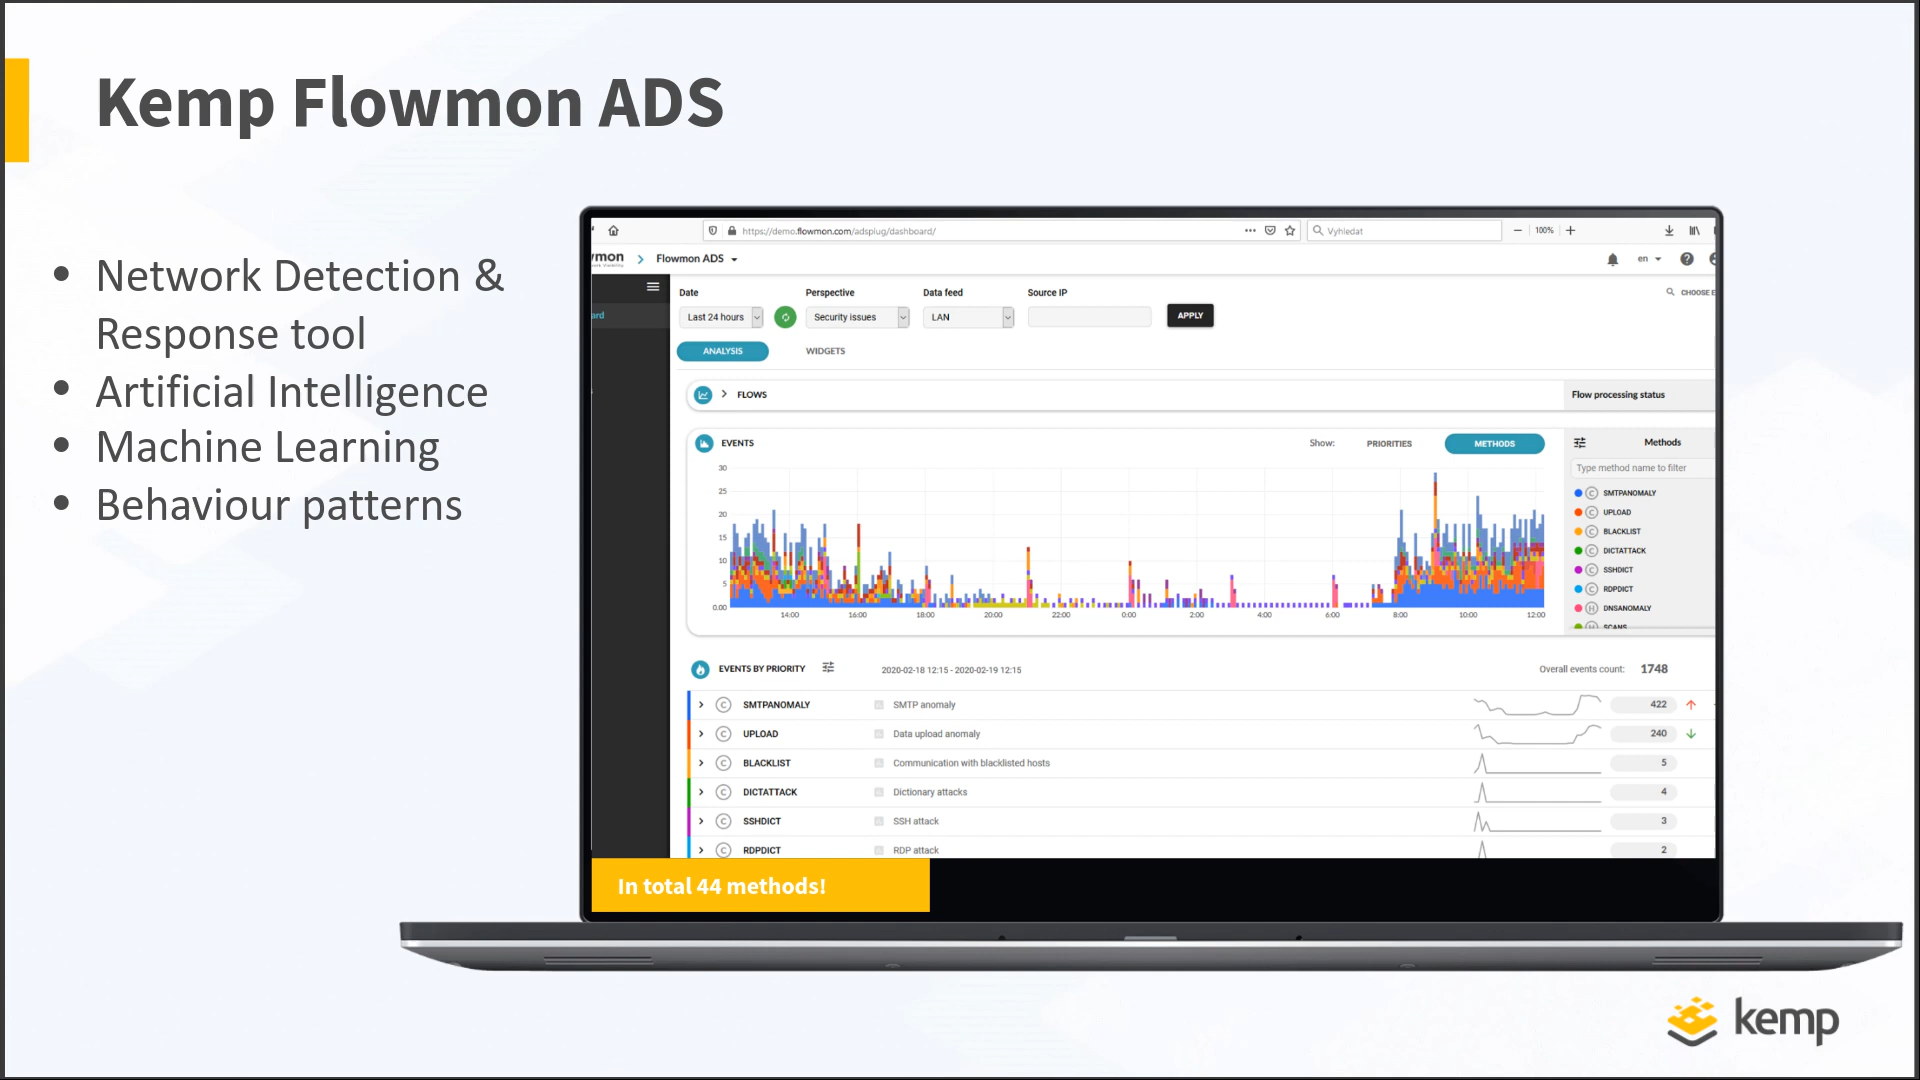 Kemp Flowmon ADS
• Network Detection &
Response tool
• Artificial Intelligence
• Machine Learning
• Behaviour patterns
https://demo.flowmon.com/adsplug/dashboard/
Vyhledat
100%
Flowmon ADS
en
Date
Perspective
Data feed
Source IP
CHOOSE E
Last 24 hours
Security issues
LAN
APPLY
ANALYSIS
WIDGETS
FLOWS
Flow processing status
EVENTS
Show:
PRIORITIES
METHODS
Methods
Type method name to filter
30
25
20
15
10
5
0.00
14:00 16:00 18:00 20:00 22:00 0:00 2:00 4:00 6:00 8:00 10:00 12:00
C SMTPANOMALY
C UPLOAD
C BLACKLIST
C DICTATTACK
C SSHDICT
C RDPDICT
H DNSANOMALY
SCANS
EVENTS BY PRIORITY
2020-02-18 12:15 - 2020-02-19 12:15
Overall events count: 1748
C SMTPANOMALY SMTP anomaly 422
C UPLOAD Data upload anomaly 240
C BLACKLIST Communication with blacklisted hosts 5
C DICTATTACK Dictionary attacks 4
C SSHDICT SSH attack 3
C RDPDICT RDP attack 2
In total 44 methods!
kemp